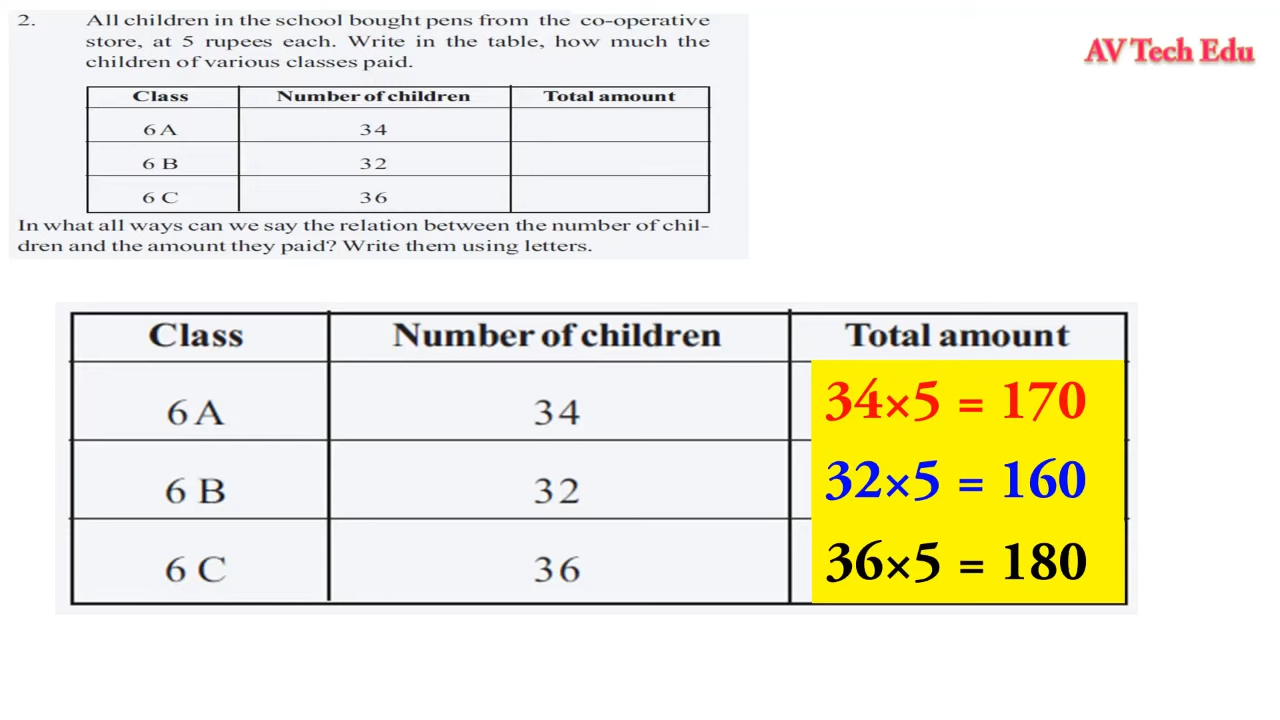 2. All children in the school bought pens from the co-operative
store, at 5 rupees each. Write in the table, how much the
children of various classes paid.
AV Tech Edu
Class Number of children Total amount
6 A 34
6 B 32
6 C 36
In what all ways can we say the relation between the number of chil-
dren and the amount they paid? Write them using letters.
Class Number of children Total amount
6 A 34 34×5 = 170
6 B 32 32×5 = 160
6 C 36 36×5 = 180